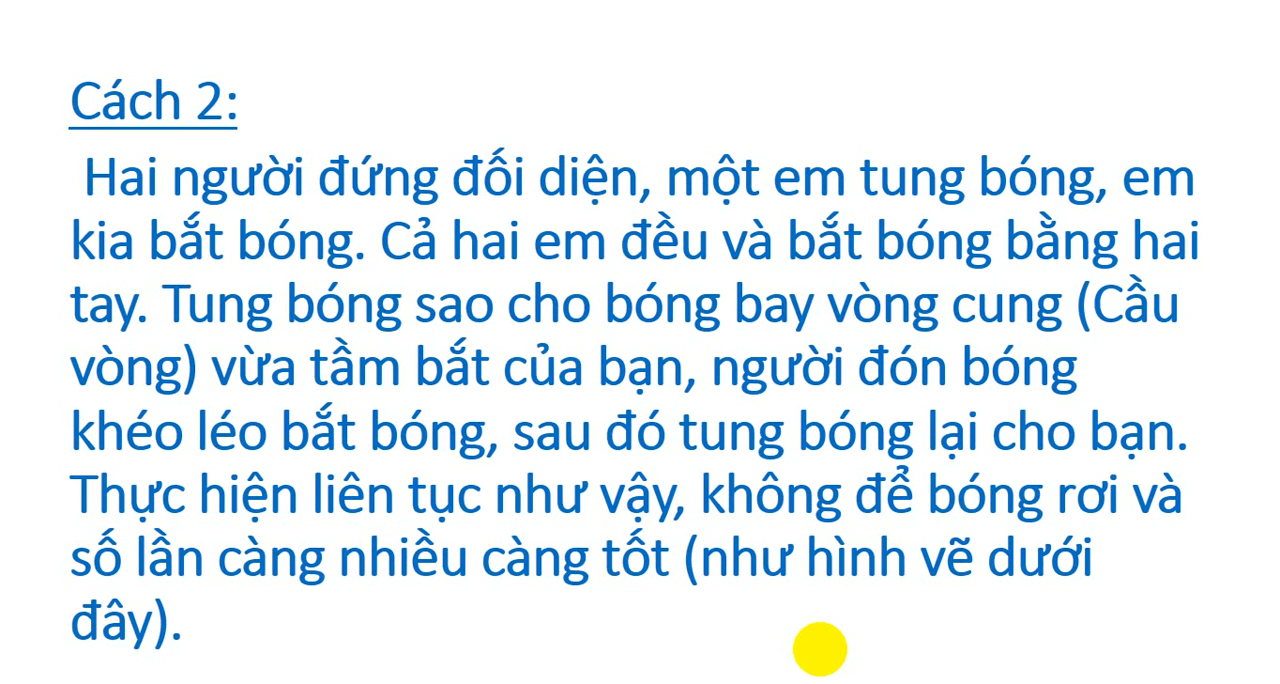 Cách 2:
Hai người đứng đối diện, một em tung bóng, em
kia bắt bóng. Cả hai em đều và bắt bóng bằng hai
tay. Tung bóng sao cho bóng bay vòng cung (Cầu
vòng) vừa tầm bắt của bạn, người đón bóng
khéo léo bắt bóng, sau đó tung bóng lại cho bạn.
Thực hiện liên tục như vậy, không để bóng rơi và
số lần càng nhiều càng tốt (như hình vẽ dưới
đây).